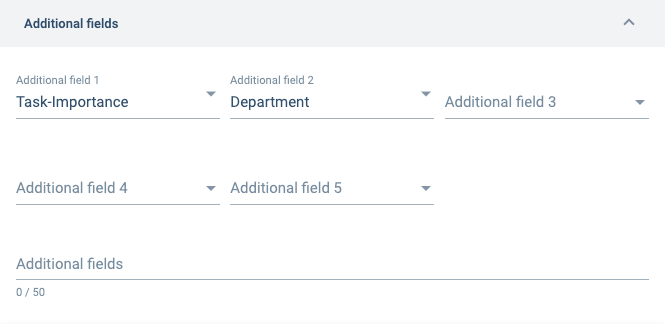 Additional fields
Additional field 1
Additional field 2
Task-Importance
Department
Additional field 3
Additional field 4
Additional field 5
Additional fields
0 / 50